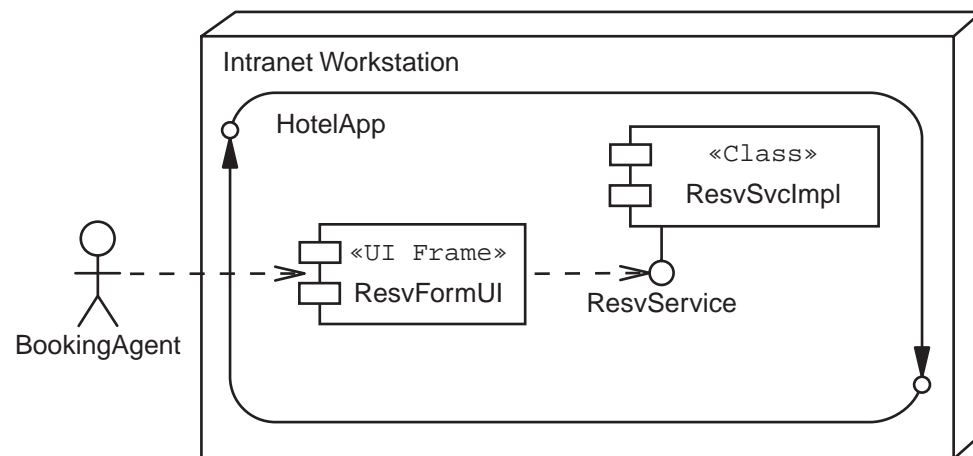 Intranet Workstation
HotelApp
«Class»
ResvSvcImpl
«UI Frame»
ResvFormUI
ResvService
BookingAgent